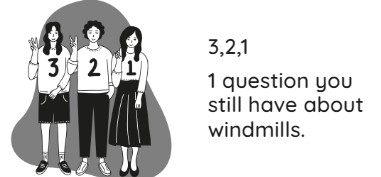 3 2 1
3,2,1
1 question you
still have about
windmills.